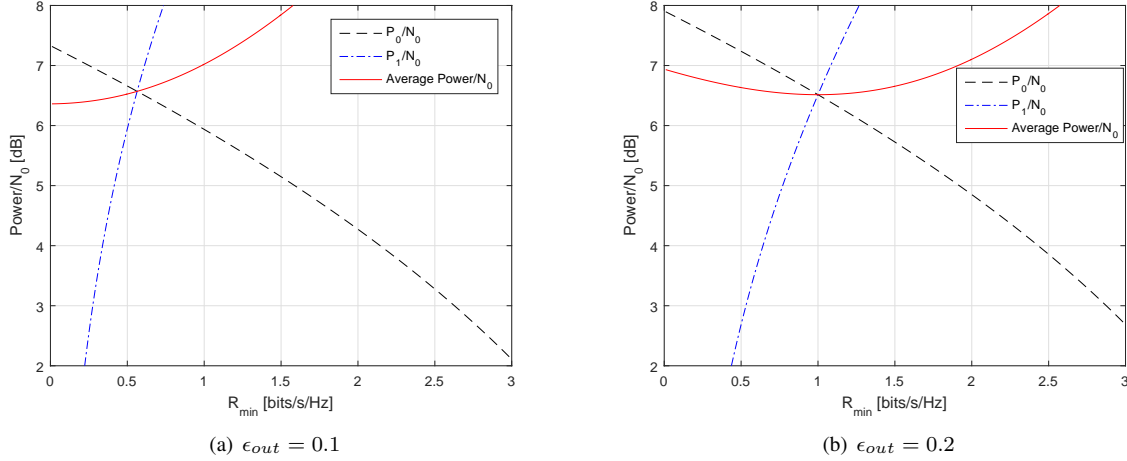 8
7
6
5
4
3
2
Power/N0 [dB]
0 0.5 1 1.5 2 2.5 3
Rmin [bits/s/Hz]
P0/N0
P1/N0
Average Power/N0
(a) ϵout = 0.1
8
7
6
5
4
3
2
Power/N0 [dB]
0 0.5 1 1.5 2 2.5 3
Rmin [bits/s/Hz]
P0/N0
P1/N0
Average Power/N0
(b) ϵout = 0.2